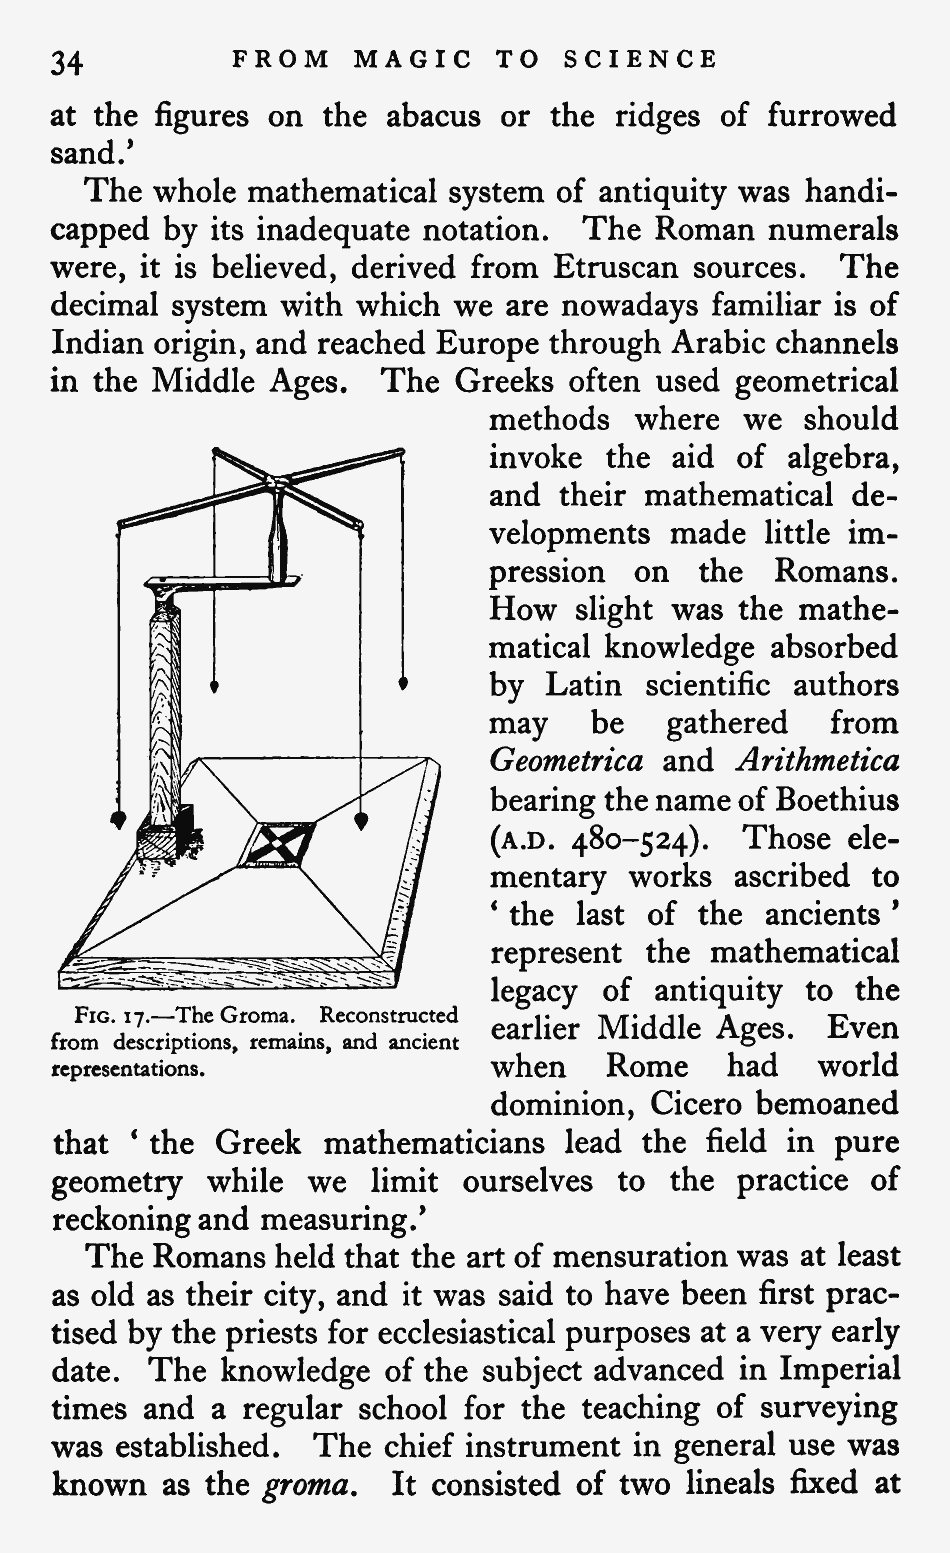 34 FROM MAGIC TO SCIENCE
at the figures on the abacus or the ridges of furrowed
sand.’
The whole mathematical system of antiquity was handi-
capped by its inadequate notation. The Roman numerals
were, it is believed, derived from Etruscan sources. The
decimal system with which we are nowadays familiar is of
Indian origin, and reached Europe through Arabic channels
in the Middle Ages. The Greeks often used geometrical
methods where we should
invoke the aid of algebra,
and their mathematical de-
velopments made little im-
pression on the Romans.
How slight was the mathe-
matical knowledge absorbed
by Latin scientific authors
may be gathered from
Geometrica and Arithmetica
bearing the name of Boethius
(A.D. 480–524). Those ele-
mentary works ascribed to
‘ the last of the ancients ’
represent the mathematical
legacy of antiquity to the
earlier Middle Ages. Even
when Rome had world
dominion, Cicero bemoaned
that ‘ the Greek mathematicians lead the field in pure
geometry while we limit ourselves to the practice of
reckoning and measuring.’
FIG. 17.—The Groma. Reconstructed
from descriptions, remains, and ancient
representations.
The Romans held that the art of mensuration was at least
as old as their city, and it was said to have been first prac-
tised by the priests for ecclesiastical purposes at a very early
date. The knowledge of the subject advanced in Imperial
times and a regular school for the teaching of surveying
was established. The chief instrument in general use was
known as the groma. It consisted of two lineals fixed at